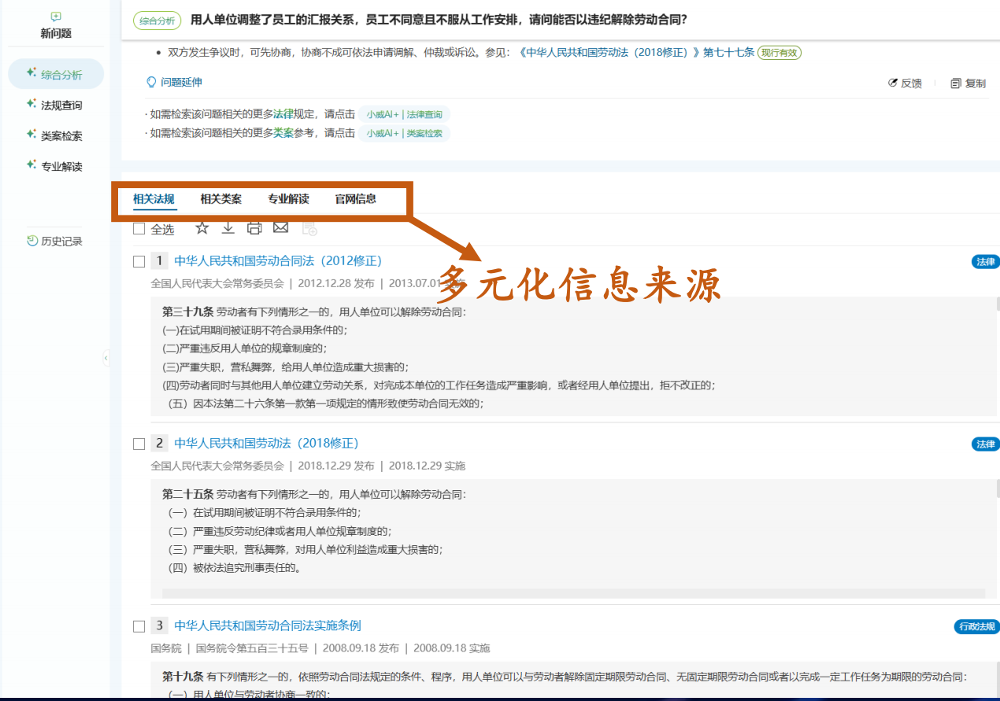 新问题
综合分析
法规查询
类案检索
专业解读
历史记录
综合分析 用人单位调整了员工的汇报关系，员工不同意且不服从工作安排，请问能否以违纪解除劳动合同？
• 双方发生争议时，可先协商，协商不成可依法申请调解、仲裁或诉讼。参见：《中华人民共和国劳动法（2018修正）》第七十七条 现行有效
问题延伸
反馈 复制
· 如需检索该问题相关的更多法律规定，请点击 小威AI+ | 法律查询
· 如需检索该问题相关的更多类案参考，请点击 小威AI+ | 类案检索
相关法规 相关类案 专业解读 官网信息
全选
多元化信息来源
1 中华人民共和国劳动合同法（2012修正） 法律
全国人民代表大会常务委员会 | 2012.12.28 发布 | 2013.07.01
第三十九条 劳动者有下列情形之一的，用人单位可以解除劳动合同：
(一)在试用期间被证明不符合录用条件的；
(二)严重违反用人单位的规章制度的；
(三)严重失职，营私舞弊，给用人单位造成重大损害的；
(四)劳动者同时与其他用人单位建立劳动关系，对完成本单位的工作任务造成严重影响，或者经用人单位提出，拒不改正的；
（五）因本法第二十六条第一款第一项规定的情形致使劳动合同无效的；
2 中华人民共和国劳动法（2018修正） 法律
全国人民代表大会常务委员会 | 2018.12.29 发布 | 2018.12.29 实施
第二十五条 劳动者有下列情形之一的，用人单位可以解除劳动合同：
（一）在试用期间被证明不符合录用条件的；
（二）严重违反劳动纪律或者用人单位规章制度的；
（三）严重失职，营私舞弊，对用人单位利益造成重大损害的；
（四）被依法追究刑事责任的。
3 中华人民共和国劳动合同法实施条例 行政法规
国务院 | 国务院令第五百三十五号 | 2008.09.18 发布 | 2008.09.18 实施
第十九条 有下列情形之一的，依照劳动合同法规定的条件、程序，用人单位可以与劳动者解除固定期限劳动合同、无固定期限劳动合同或者以完成一定工作任务为期限的劳动合同：
（一）用人单位与劳动者协商一致的；